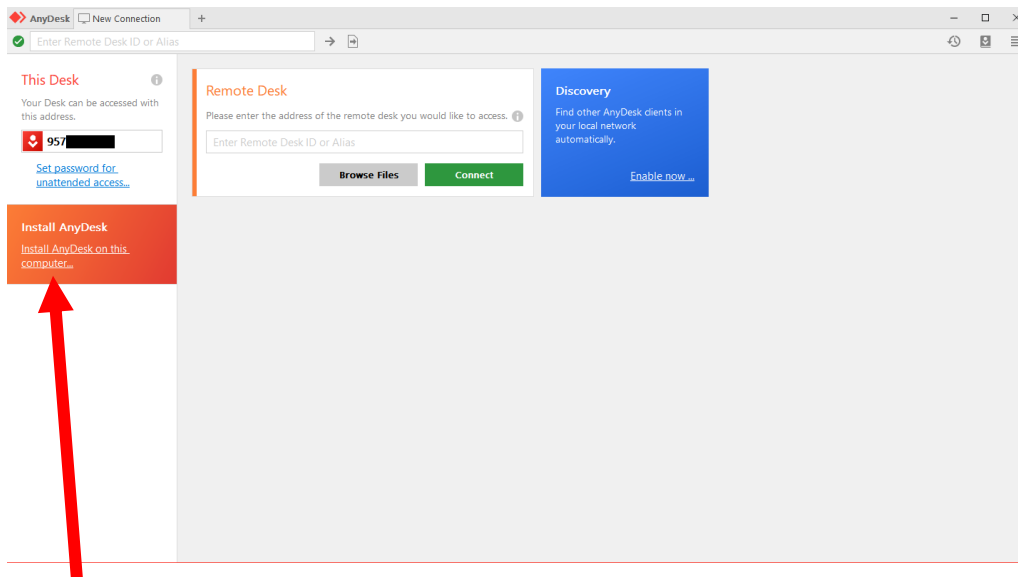 AnyDesk New Connection +
Enter Remote Desk ID or Alias
This Desk
Your Desk can be accessed with
this address.
957
Set password for
unattended access...
Install AnyDesk
Install AnyDesk on this
computer...
Remote Desk
Please enter the address of the remote desk you would like to access.
Enter Remote Desk ID or Alias
Browse Files Connect
Discovery
Find other AnyDesk clients in
your local network
automatically.
Enable now ...